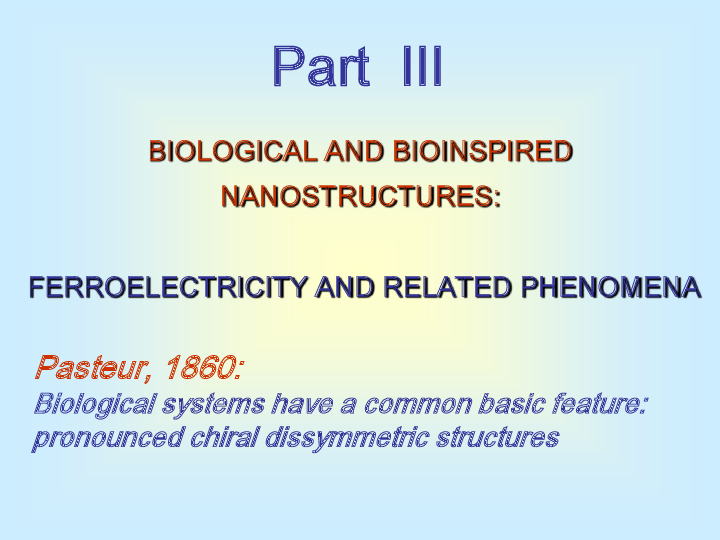 Part III
BIOLOGICAL AND BIOINSPIRED
NANOSTRUCTURES:
FERROELECTRICITY AND RELATED PHENOMENA
Pasteur, 1860:
Biological systems have a common basic feature:
pronounced chiral dissymmetric structures